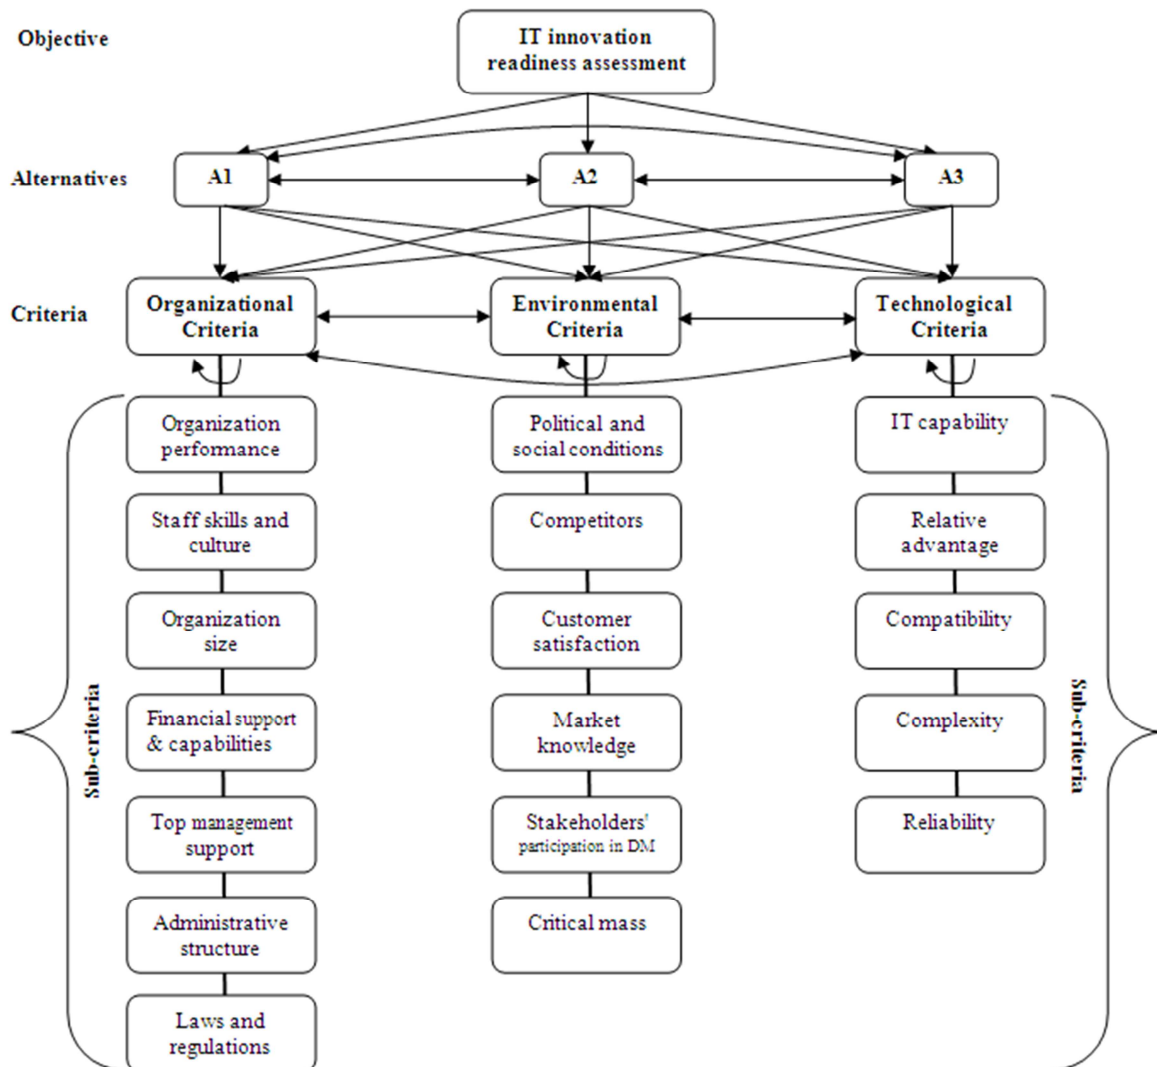 Objective
IT innovation
readiness assessment
Alternatives
A1
A2
A3
Criteria
Organizational
Criteria
Environmental
Criteria
Technological
Criteria
Sub-criteria
Organization
performance
Staff skills and
culture
Organization
size
Financial support
& capabilities
Top management
support
Administrative
structure
Laws and
regulations
Political and
social conditions
Competitors
Customer
satisfaction
Market
knowledge
Stakeholders'
participation in DM
Critical mass
IT capability
Relative
advantage
Compatibility
Complexity
Reliability
Sub-criteria